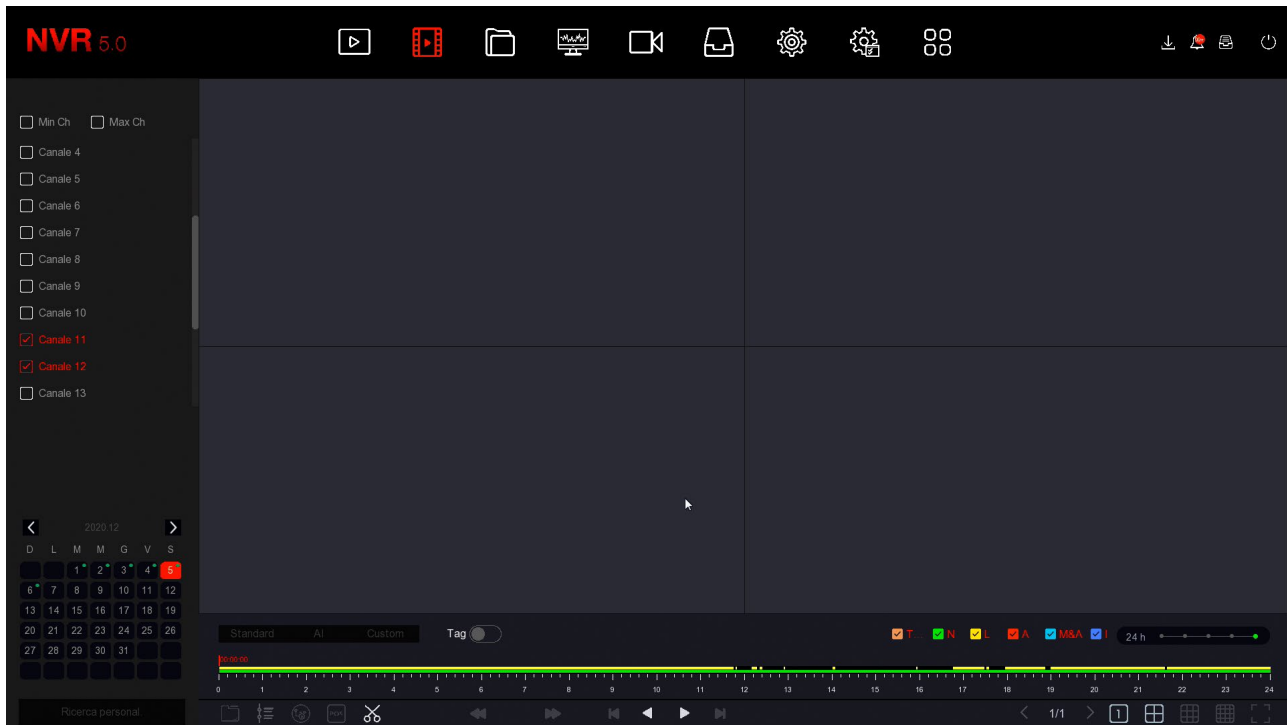 NVR 5.0
Min Ch Max Ch
Canale 4
Canale 5
Canale 6
Canale 7
Canale 8
Canale 9
Canale 10
Canale 11
Canale 12
Canale 13
2020.12
D L M M G V S
1 2 3 4 5
6 7 8 9 10 11 12
13 14 15 16 17 18 19
20 21 22 23 24 25 26
27 28 29 30 31
Ricerca personal
Standard AI Custom Tag
T... N L A M&A I 24 h
00:00:00
0 1 2 3 4 5 6 7 8 9 10 11 12 13 14 15 16 17 18 19 20 21 22 23 24
1/1 1